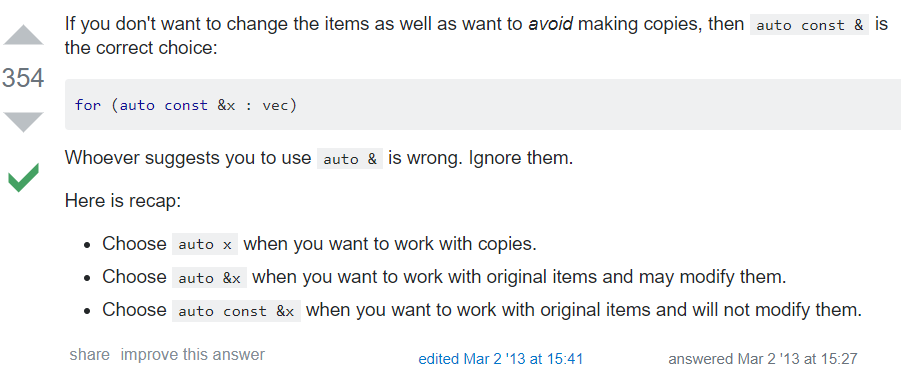 If you don't want to change the items as well as want to avoid making copies, then auto const & is
the correct choice:
354
for (auto const &x : vec)
Whoever suggests you to use auto & is wrong. Ignore them.
Here is recap:
• Choose auto x when you want to work with copies.
• Choose auto &x when you want to work with original items and may modify them.
• Choose auto const &x when you want to work with original items and will not modify them.
share improve this answer edited Mar 2 '13 at 15:41 answered Mar 2 '13 at 15:27